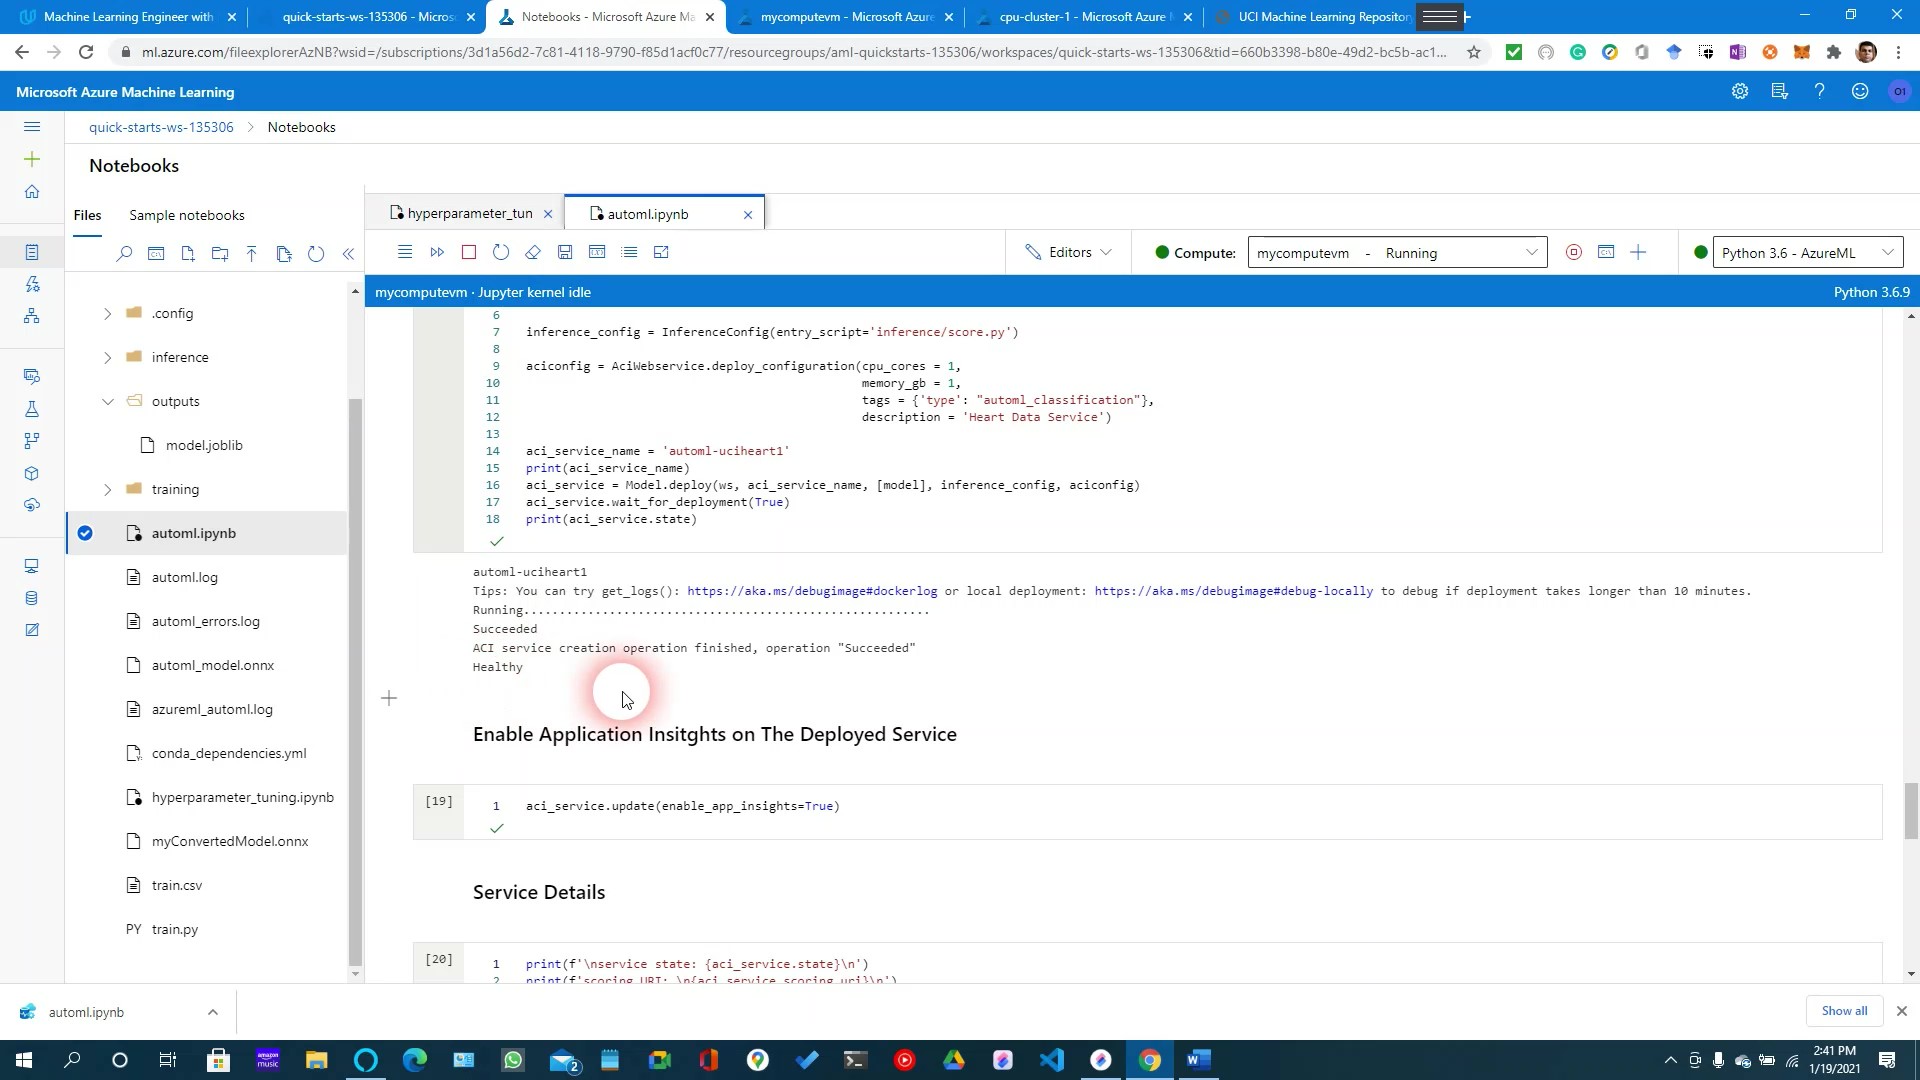 Machine Learning Engineer with
quick-starts-ws-135306 - Micros
Notebooks - Microsoft Azure Ma
mycomputevm - Microsoft Azure
cpu-cluster-1 - Microsoft Azure
UCI Machine Learning Repository
ml.azure.com/fileexplorerAzNB?wsid=/subscriptions/3d1a56d2-7c81-4118-9790-f85d1acf0c77/resourcegroups/aml-quickstarts-135306/workspaces/quick-starts-ws-135306&tid=660b3398-b80e-49d2-bc5b-ac1...
Microsoft Azure Machine Learning
O1
quick-starts-ws-135306 > Notebooks
Notebooks
Files
Sample notebooks
hyperparameter_tun
automl.ipynb
Editors
Compute:
mycomputevm - Running
Python 3.6 - AzureML
mycomputevm · Jupyter kernel idle
Python 3.6.9
.config
inference
outputs
model.joblib
training
automl.ipynb
automl.log
automl_errors.log
automl_model.onnx
azureml_automl.log
conda_dependencies.yml
hyperparameter_tuning.ipynb
myConvertedModel.onnx
train.csv
PY train.py
6
7 inference_config = InferenceConfig(entry_script='inference/score.py')
8
9 aciconfig = AciWebservice.deploy_configuration(cpu_cores = 1,
10 memory_gb = 1,
11 tags = {'type': "automl_classification"},
12 description = 'Heart Data Service')
13
14 aci_service_name = 'automl-uciheart1'
15 print(aci_service_name)
16 aci_service = Model.deploy(ws, aci_service_name, [model], inference_config, aciconfig)
17 aci_service.wait_for_deployment(True)
18 print(aci_service.state)
automl-uciheart1
Tips: You can try get_logs(): https://aka.ms/debugimage#dockerlog or local deployment: https://aka.ms/debugimage#debug-locally to debug if deployment takes longer than 10 minutes.
Running.........................................................
Succeeded
ACI service creation operation finished, operation "Succeeded"
Healthy
Enable Application Insitghts on The Deployed Service
[19]
1 aci_service.update(enable_app_insights=True)
Service Details
[20]
1 print(f'\nservice state: {aci_service.state}\n')
2 print(f'scoring URI: \n{aci_service.scoring_uri}\n')
automl.ipynb
Show all
amazon music
2
2:41 PM
1/19/2021